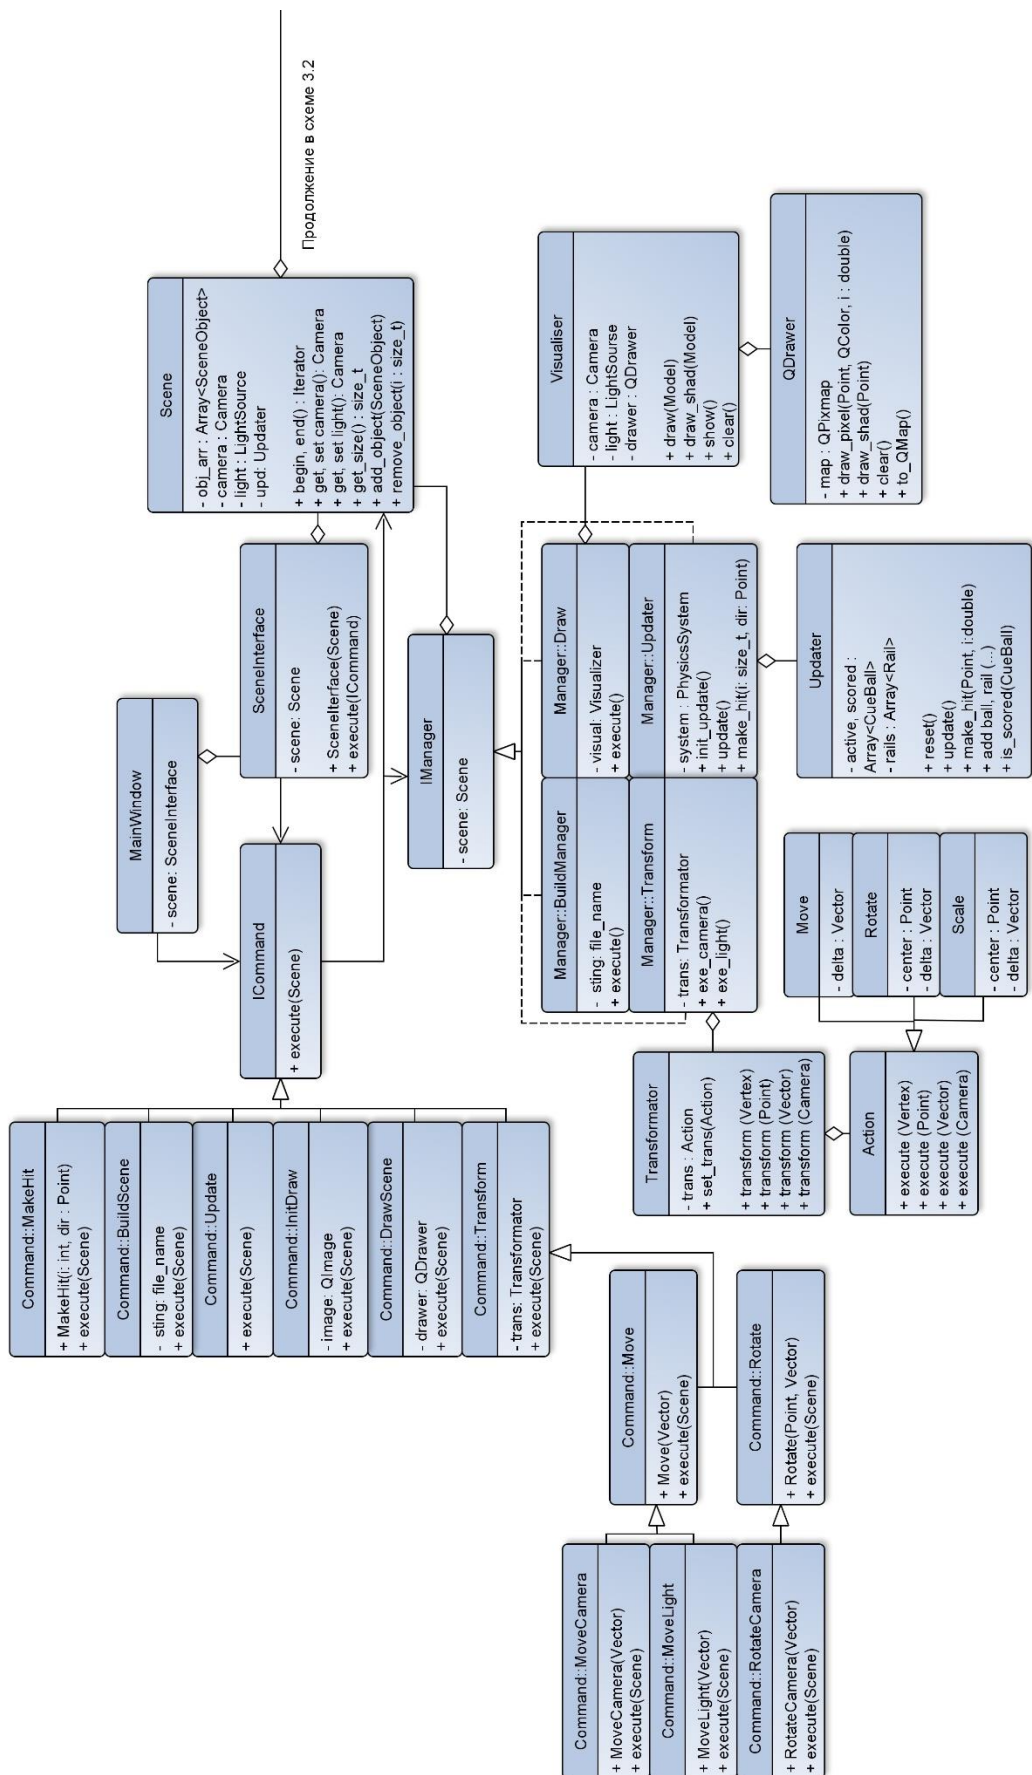 Command::MakeHit
+ MakeHit(i: int, dir : Point)
+ execute(Scene)
Command::BuildScene
- sting: file_name
+ execute(Scene)
Command::Update
+ execute(Scene)
Command::InitDraw
- image: QImage
+ execute(Scene)
Command::DrawScene
- drawer: QDrawer
+ execute(Scene)
Command::Transform
- trans: Transformator
+ execute(Scene)
Command::Move
+ Move(Vector)
+ execute(Scene)
Command::Rotate
+ Rotate(Point, Vector)
+ execute(Scene)
Command::MoveCamera
+ MoveCamera(Vector)
+ execute(Scene)
Command::MoveLight
+ MoveLight(Vector)
+ execute(Scene)
Command::RotateCamera
+ RotateCamera(Vector)
+ execute(Scene)
MainWindow
- scene: SceneInterface
ICommand
+ execute(Scene)
SceneInterface
- scene: Scene
+ SceneIterface(Scene)
+ execute(ICommand)
Scene
- obj_arr : Array<SceneObject>
- camera : Camera
- light : LightSource
- upd: Updater
+ begin, end() : Iterator
+ get, set camera(): Camera
+ get, set light(): Camera
+ get_size() : size_t
+ add_object(SceneObject)
+ remove_object(i : size_t)
Продолжение в схеме 3.2
IManager
- scene: Scene
Manager::BuildManager
- sting: file_name
+ execute()
Manager::Draw
- visual: Visualizer
+ execute()
Manager::Transform
- trans: Transformator
+ exe_camera()
+ exe_light()
Manager::Updater
- system : PhysicsSystem
+ init_update()
+ update()
+ make_hit(i: size_t, dir: Point)
Visualiser
- camera : Camera
- light : LightSourse
- drawer : QDrawer
+ draw(Model)
+ draw_shad(Model)
+ show()
+ clear()
QDrawer
- map : QPixmap
+ draw_pixel(Point, QColor, i : double)
+ draw_shad(Point)
+ clear()
+ to_QMap()
Updater
- active, scored :
Array<CueBall>
- rails : Array<Rail>
+ reset()
+ update()
+ make_hit(Point, i:double)
+ add ball, rail (...)
+ is_scored(CueBall)
Transformator
- trans : Action
+ set_trans(Action)
+ transform (Vertex)
+ transform (Point)
+ transform (Vector)
+ transform (Camera)
Action
+ execute (Vertex)
+ execute (Point)
+ execute (Vector)
+ execute (Camera)
Move
- delta : Vector
Rotate
- center : Point
- delta : Vector
Scale
- center : Point
- delta : Vector